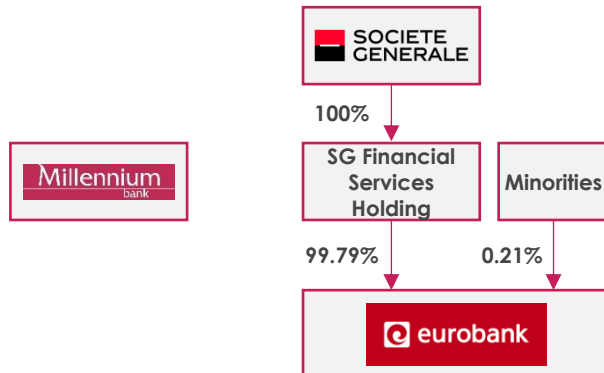 SOCIETE
GENERALE
100%
Millennium
bank
SG Financial
Services
Holding
Minorities
99.79%
0.21%
eurobank